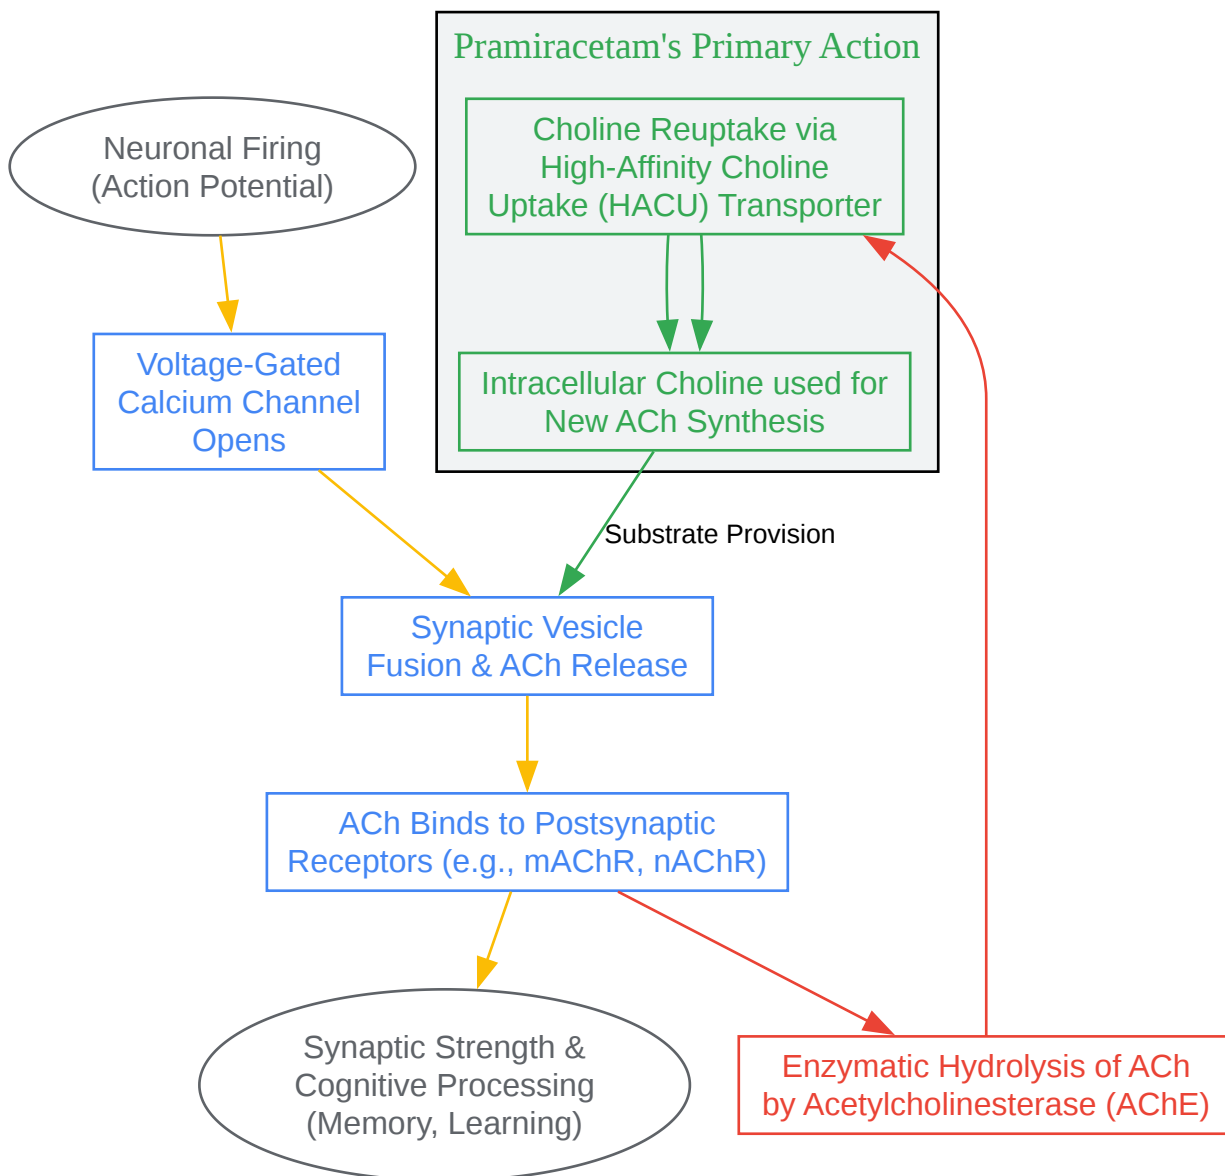 Pramiracetam's Primary Action
Choline Reuptake via
High-Affinity Choline
Uptake (HACU) Transporter
Neuronal Firing
(Action Potential)
Voltage-Gated
Calcium Channel
Opens
Intracellular Choline used for
New ACh Synthesis
Substrate Provision
Synaptic Vesicle
Fusion & ACh Release
ACh Binds to Postsynaptic
Receptors (e.g., mAChR, nAChR)
Synaptic Strength &
Cognitive Processing
(Memory, Learning)
Enzymatic Hydrolysis of ACh
by Acetylcholinesterase (AChE)